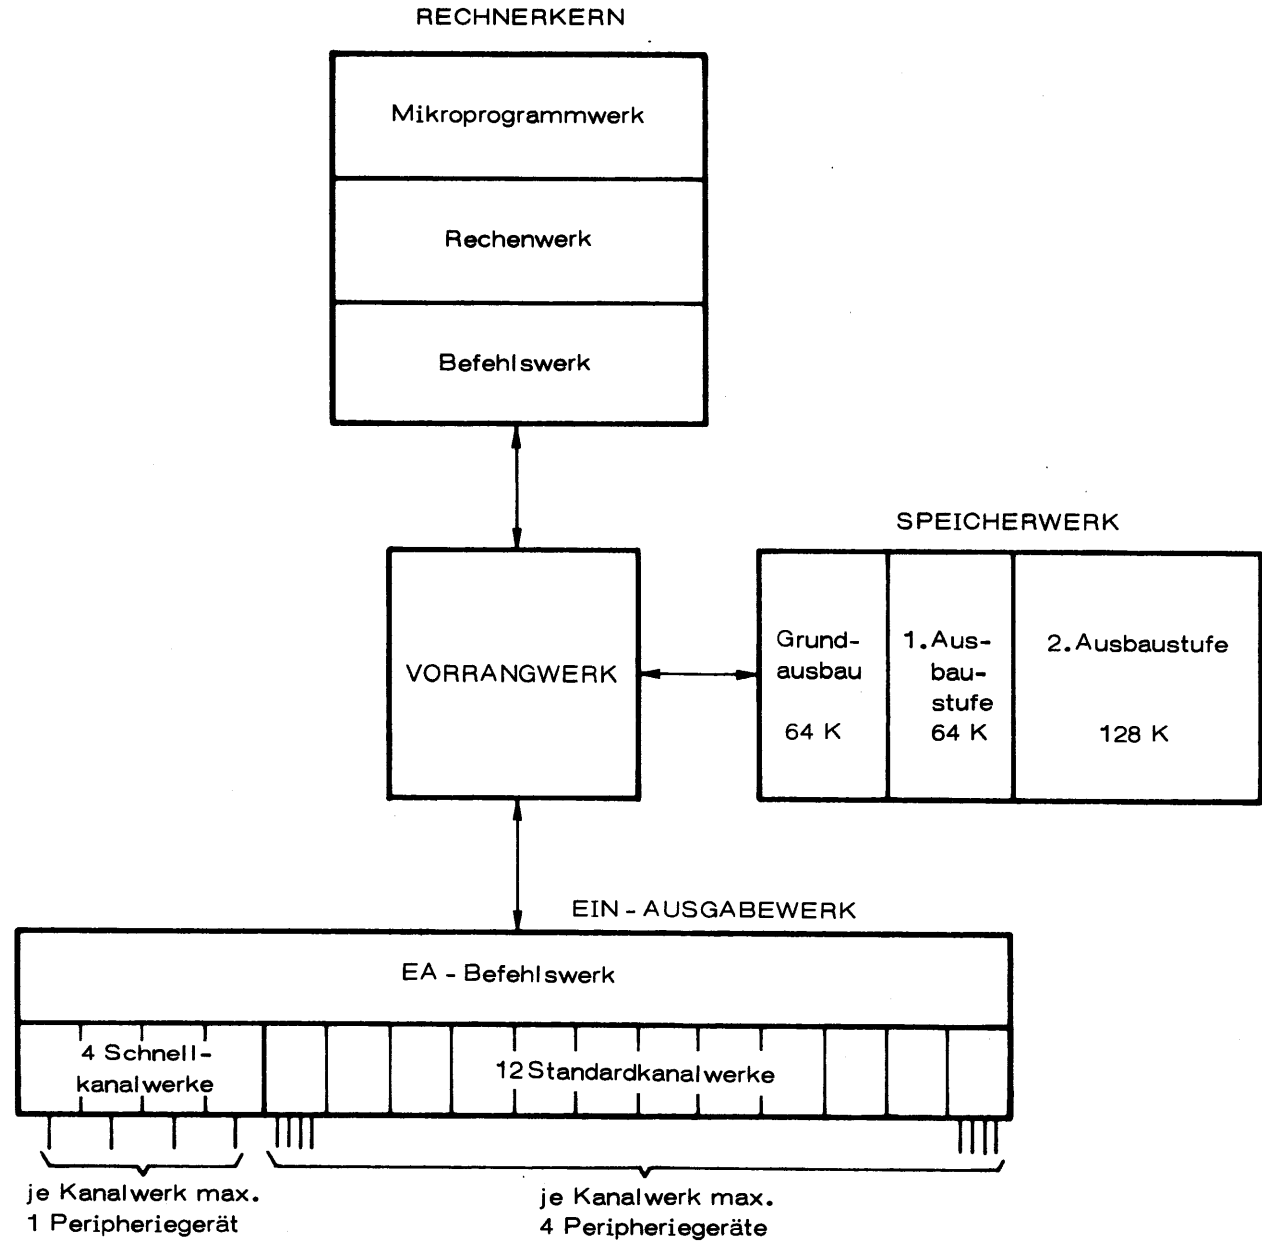 RECHNERKERN
Mikroprogrammwerk
Rechenwerk
Befehlswerk
SPEICHERWERK
VORRANGWERK
Grund-
ausbau
64 K
1. Aus-
bau-
stufe
64 K
2. Ausbaustufe
128 K
EIN - AUSGABEWERK
EA - Befehlswerk
4 Schnell-
kanalwerke
12 Standardkanalwerke
je Kanalwerk max.
1 Peripheriegerät
je Kanalwerk max.
4 Peripheriegeräte